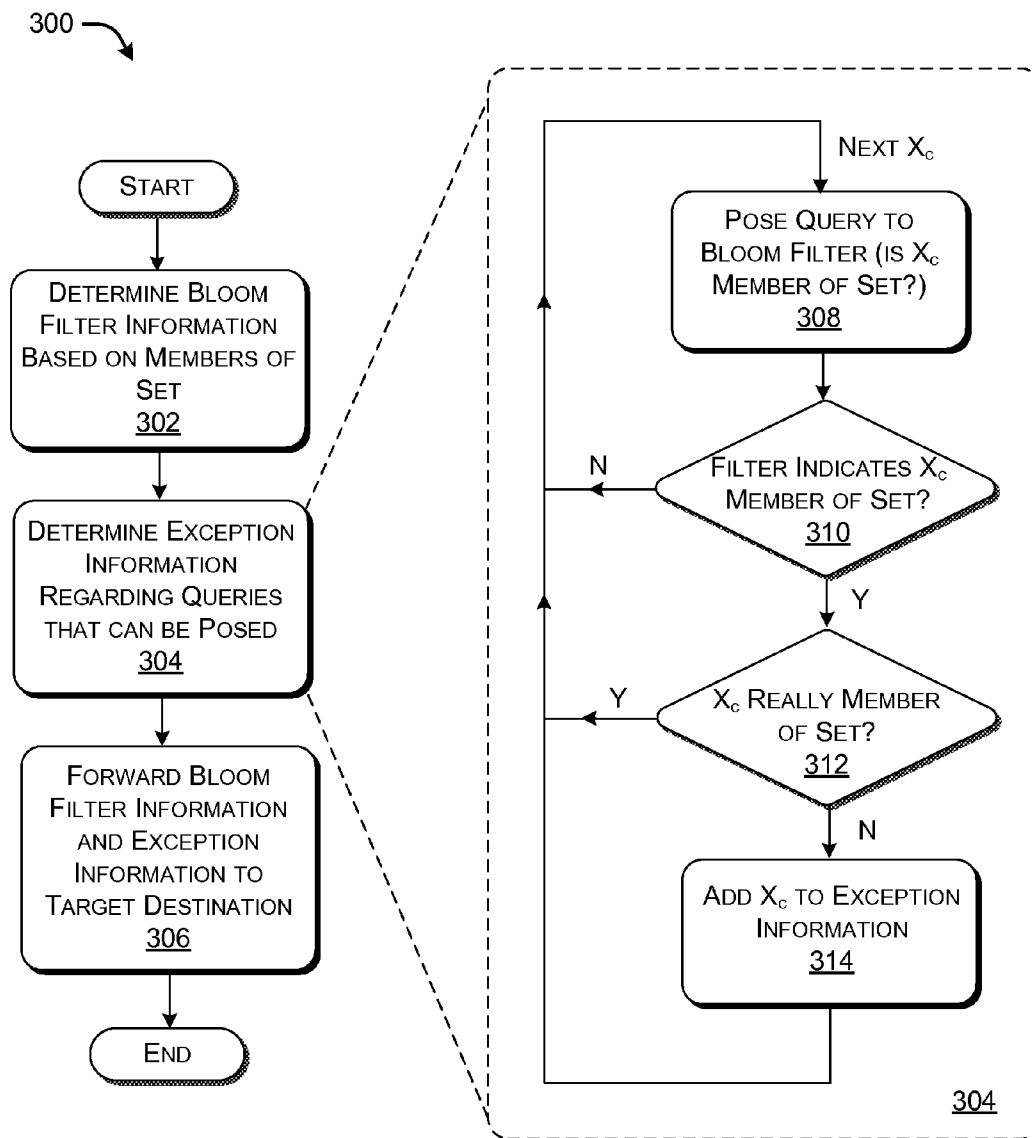 300
START
DETERMINE BLOOM
FILTER INFORMATION
BASED ON MEMBERS OF
SET
302
DETERMINE EXCEPTION
INFORMATION
REGARDING QUERIES
THAT CAN BE POSED
304
FORWARD BLOOM
FILTER INFORMATION
AND EXCEPTION
INFORMATION TO
TARGET DESTINATION
306
END
NEXT Xc
POSE QUERY TO
BLOOM FILTER (IS Xc
MEMBER OF SET?)
308
N
FILTER INDICATES Xc
MEMBER OF SET?
310
Y
Y
Xc REALLY MEMBER
OF SET?
312
N
ADD Xc TO EXCEPTION
INFORMATION
314
304